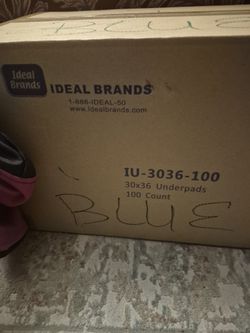 BLUE
Ideal
Brands
IDEAL BRANDS
1-888-IDEAL-50
www.idealbrands.com
IU-3036-100
30x36 Underpads
100 Count
BLUE